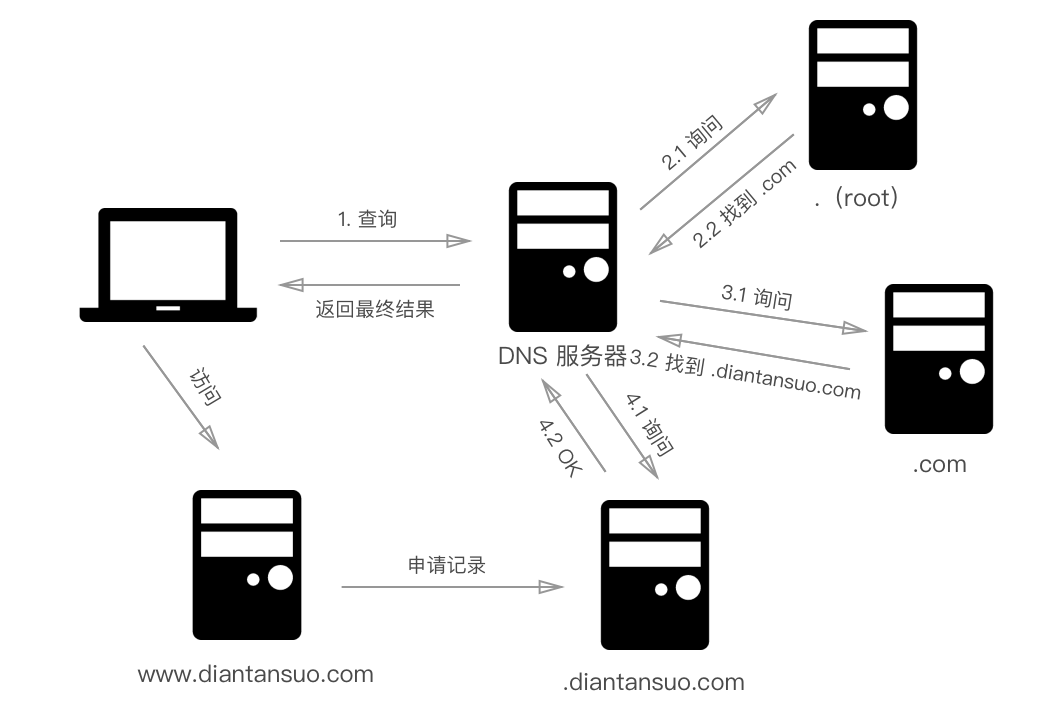 2.1 询问
2.2 找到 .com
.（root）
1. 查询
返回最终结果
DNS 服务器
3.1 询问
3.2 找到 .diantansuo.com
.com
访问
4.1 询问
4.2 OK
申请记录
www.diantansuo.com
.diantansuo.com